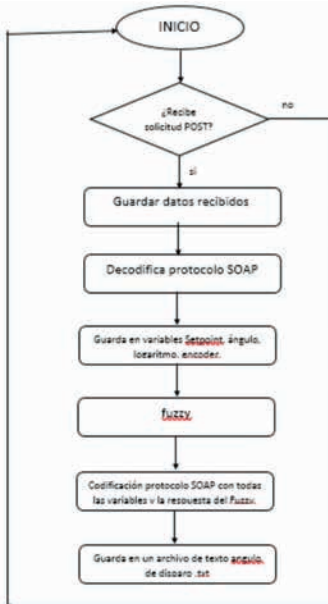 INICIO
¿Recibe
solicitud POST?
no
si
Guardar datos recibidos
Decodifica protocolo SOAP
Guarda en variables Setpoint, ángulo,
logaritmo, encoder.
fuzzy
Codificación protocolo SOAP con todas
las variables y la respuesta del Fuzzy.
Guarda en un archivo de texto angulo
de disparo .txt